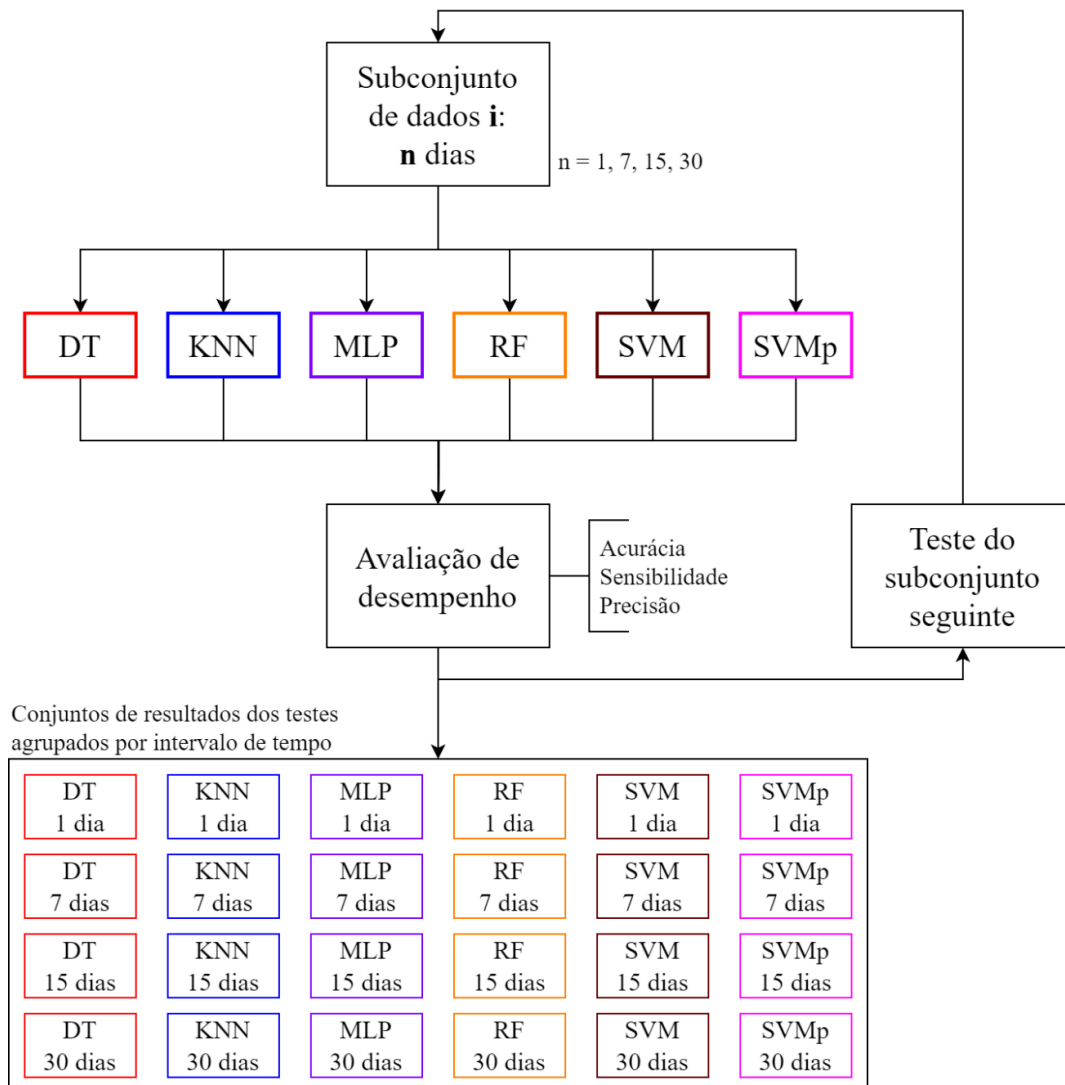 Subconjunto
de dados i:
n dias
n = 1, 7, 15, 30
DT
KNN
MLP
RF
SVM
SVMp
Avaliação de
desempenho
Acurácia
Sensibilidade
Precisão
Teste do
subconjunto
seguinte
Conjuntos de resultados dos testes
agrupados por intervalo de tempo
DT
1 dia
KNN
1 dia
MLP
1 dia
RF
1 dia
SVM
1 dia
SVMp
1 dia
DT
7 dias
KNN
7 dias
MLP
7 dias
RF
7 dias
SVM
7 dias
SVMp
7 dias
DT
15 dias
KNN
15 dias
MLP
15 dias
RF
15 dias
SVM
15 dias
SVMp
15 dias
DT
30 dias
KNN
30 dias
MLP
30 dias
RF
30 dias
SVM
30 dias
SVMp
30 dias